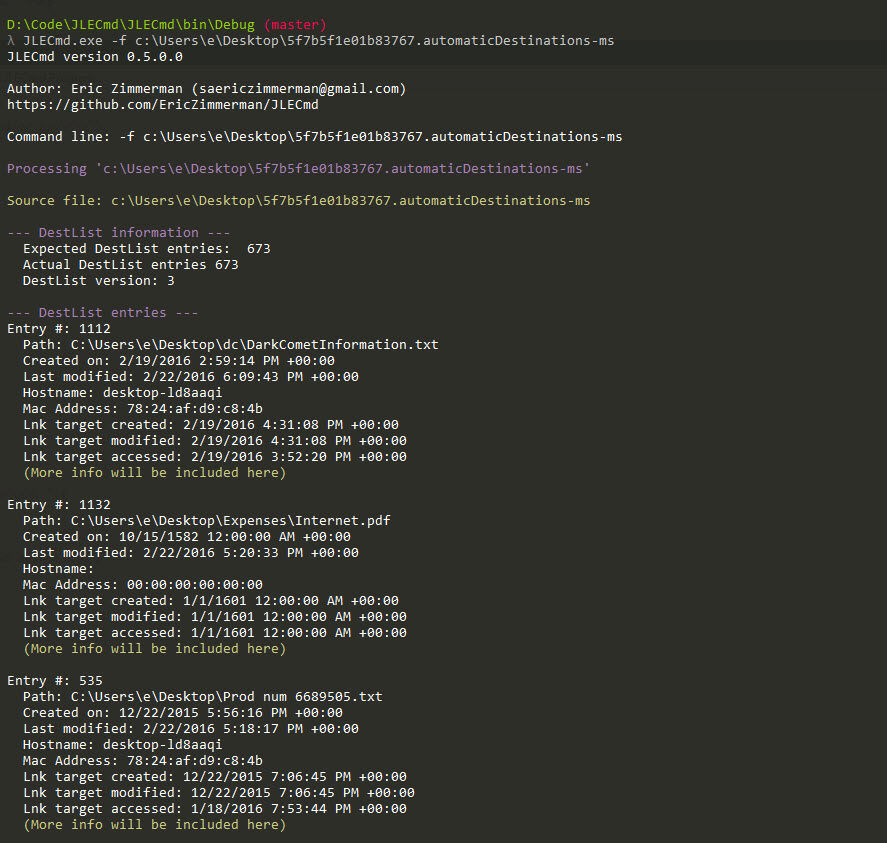 D:\Code\JLECmd\JLECmd\bin\Debug (master)
λ JLECmd.exe -f c:\Users\e\Desktop\5f7b5f1e01b83767.automaticDestinations-ms
JLECmd version 0.5.0.0
Author: Eric Zimmerman (saericzimmerman@gmail.com)
https://github.com/EricZimmerman/JLECmd
Command line: -f c:\Users\e\Desktop\5f7b5f1e01b83767.automaticDestinations-ms
Processing 'c:\Users\e\Desktop\5f7b5f1e01b83767.automaticDestinations-ms'
Source file: c:\Users\e\Desktop\5f7b5f1e01b83767.automaticDestinations-ms
--- DestList information ---
Expected DestList entries:  673
Actual DestList entries 673
DestList version: 3
--- DestList entries ---
Entry #: 1112
Path: C:\Users\e\Desktop\dc\DarkCometInformation.txt
Created on: 2/19/2016 2:59:14 PM +00:00
Last modified: 2/22/2016 6:09:43 PM +00:00
Hostname: desktop-ld8aaqi
Mac Address: 78:24:af:d9:c8:4b
Lnk target created: 2/19/2016 4:31:08 PM +00:00
Lnk target modified: 2/19/2016 4:31:08 PM +00:00
Lnk target accessed: 2/19/2016 3:52:20 PM +00:00
(More info will be included here)
Entry #: 1132
Path: C:\Users\e\Desktop\Expenses\Internet.pdf
Created on: 10/15/1582 12:00:00 AM +00:00
Last modified: 2/22/2016 5:20:33 PM +00:00
Hostname:
Mac Address: 00:00:00:00:00:00
Lnk target created: 1/1/1601 12:00:00 AM +00:00
Lnk target modified: 1/1/1601 12:00:00 AM +00:00
Lnk target accessed: 1/1/1601 12:00:00 AM +00:00
(More info will be included here)
Entry #: 535
Path: C:\Users\e\Desktop\Prod num 6689505.txt
Created on: 12/22/2015 5:56:16 PM +00:00
Last modified: 2/22/2016 5:18:17 PM +00:00
Hostname: desktop-ld8aaqi
Mac Address: 78:24:af:d9:c8:4b
Lnk target created: 12/22/2015 7:06:45 PM +00:00
Lnk target modified: 12/22/2015 7:06:45 PM +00:00
Lnk target accessed: 1/18/2016 7:53:44 PM +00:00
(More info will be included here)